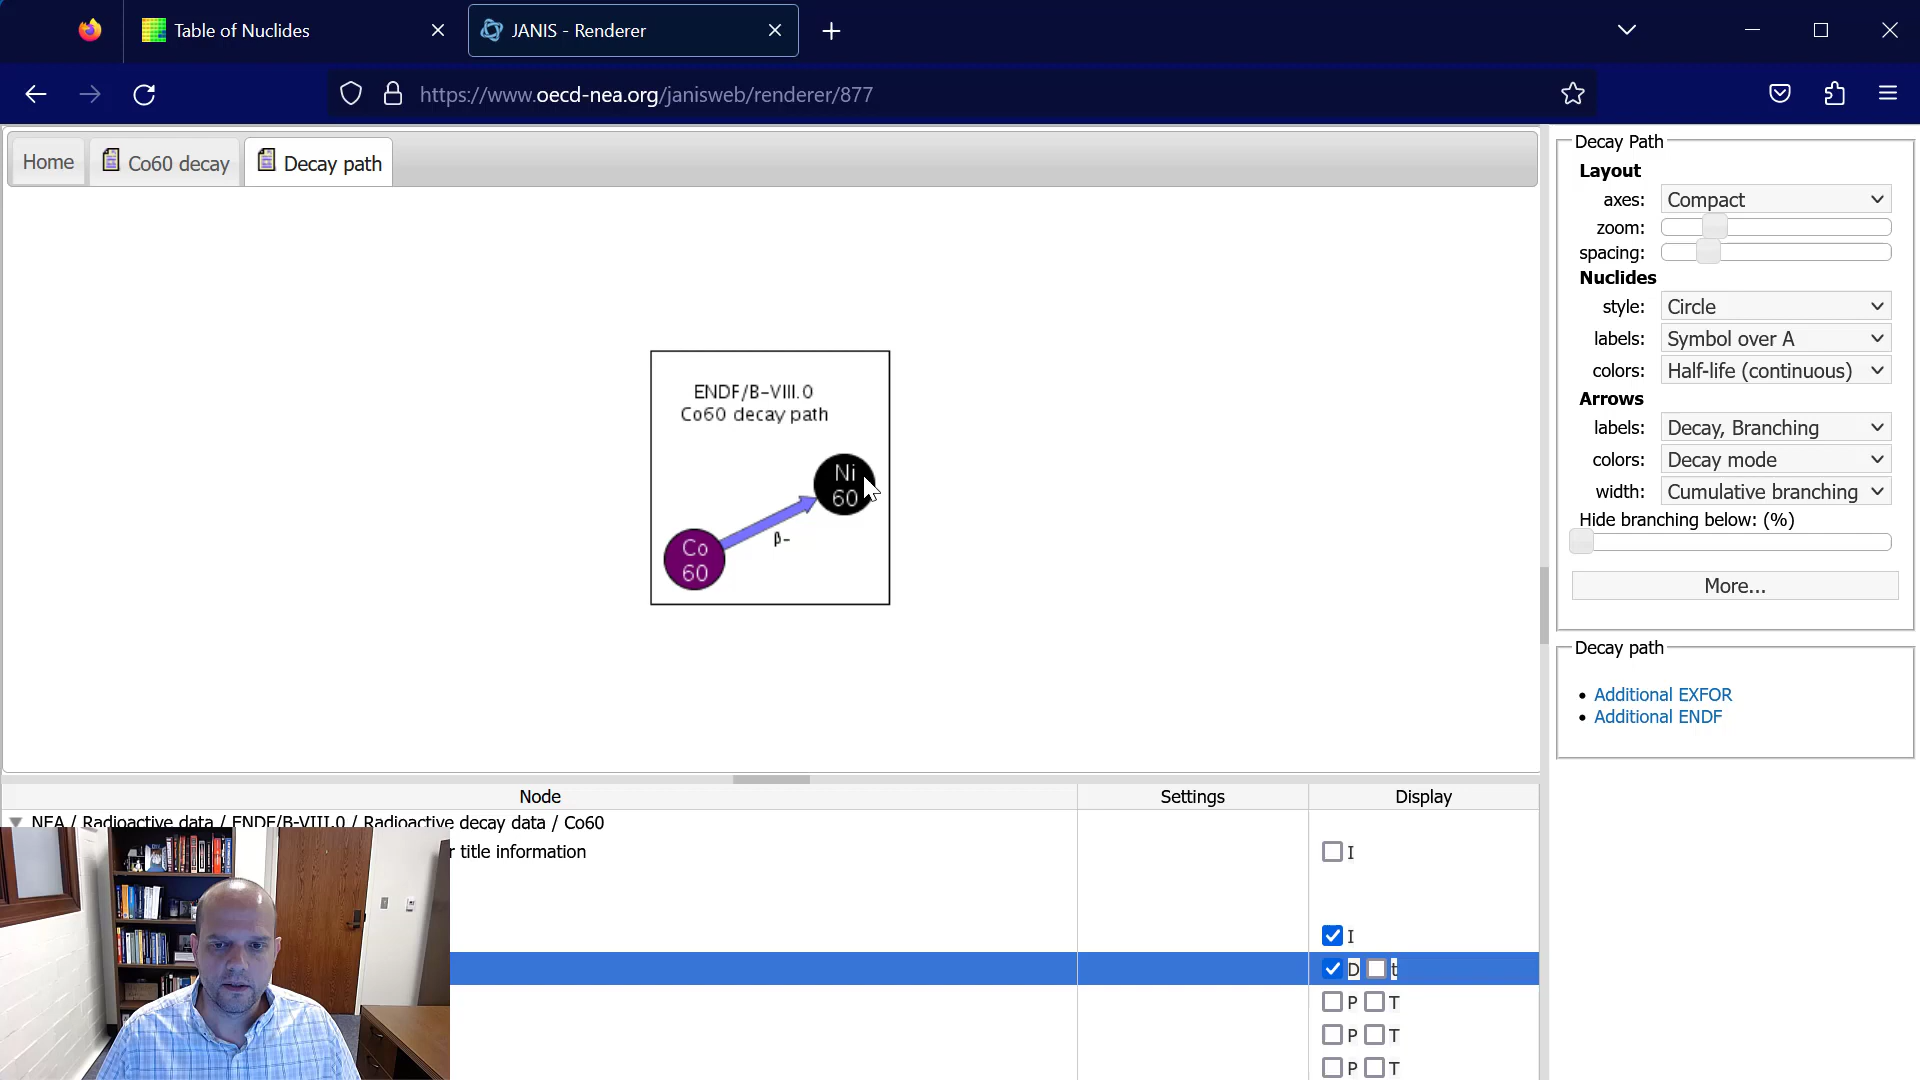 Table of Nuclides
JANIS - Renderer
https://www.oecd-nea.org/janisweb/renderer/877
Home
Co60 decay
Decay path
ENDF/B-VIII.0
Co60 decay path
Ni
60
β-
Co
60
Decay Path
Layout
axes: Compact
zoom:
spacing:
Nuclides
style: Circle
labels: Symbol over A
colors: Half-life (continuous)
Arrows
labels: Decay, Branching
colors: Decay mode
width: Cumulative branching
Hide branching below: (%)
More...
Decay path
Additional EXFOR
Additional ENDF
Node Settings Display
NEA / Radioactive data / ENDF/B-VIII.0 / Radioactive decay data / Co60
r title information I
I
D t
P T
P T
P T